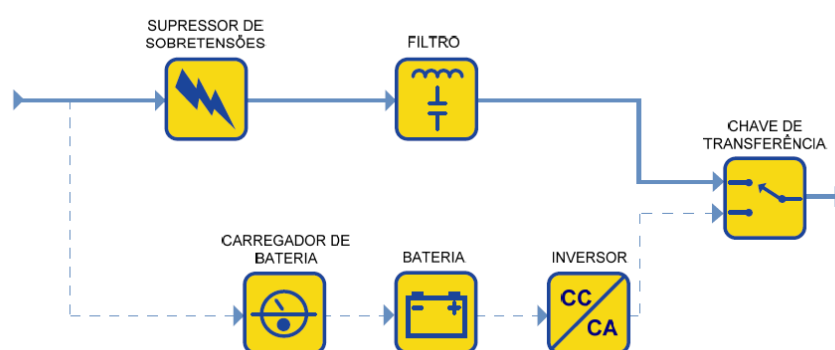 SUPRESSOR DE
SOBRETENSÕES
FILTRO
CHAVE DE
TRANSFERÊNCIA
CARREGADOR DE
BATERIA
BATERIA
INVERSOR
CC
CA